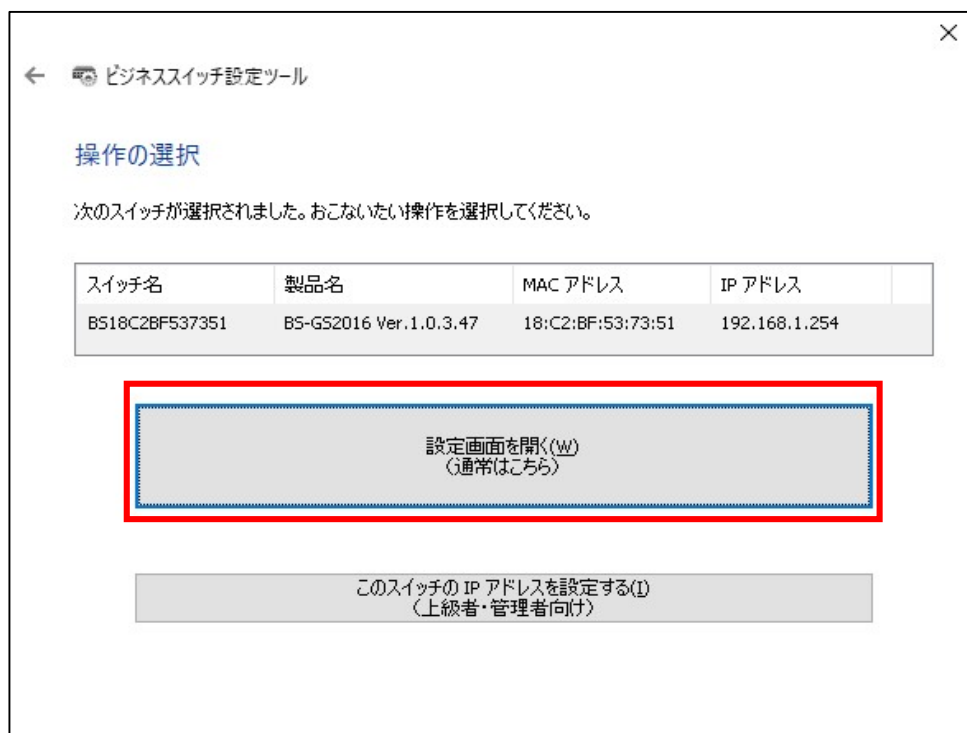 ビジネススイッチ設定ツール
操作の選択
次のスイッチが選択されました。おこないたい操作を選択してください。
スイッチ名 製品名 MAC アドレス IP アドレス
BS18C2BF537351 BS-GS2016 Ver.1.0.3.47 18:C2:BF:53:73:51 192.168.1.254
設定画面を開く(W)
(通常はこちら)
このスイッチの IP アドレスを設定する(I)
(上級者・管理者向け)